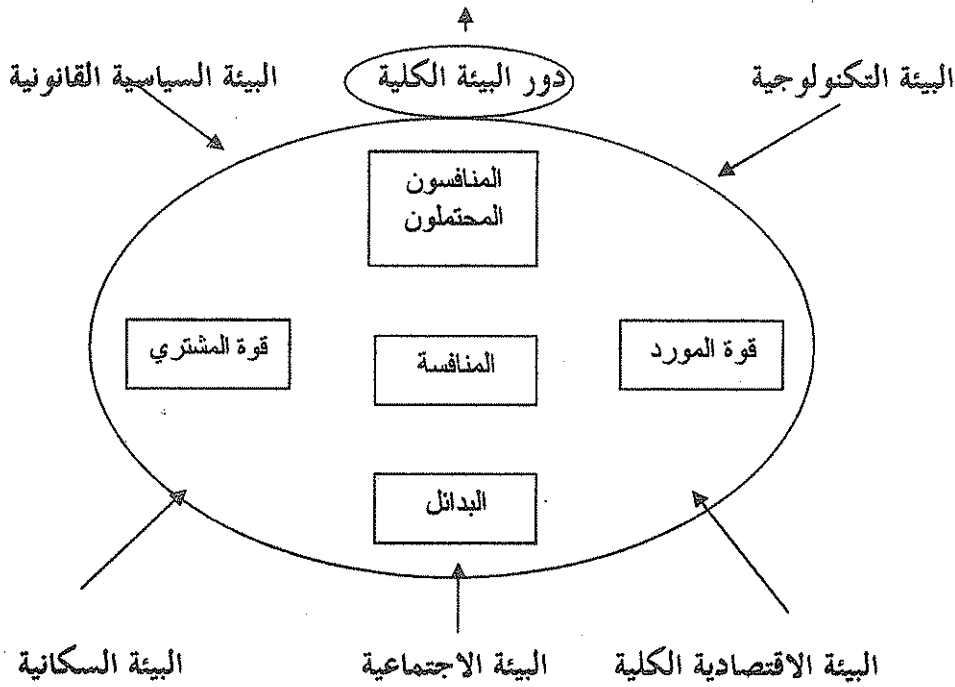 البيئة التكنولوجية
دور البيئة الكلية
البيئة السياسية القانونية
المنافسون
المحتملون
قوة المورد
المنافسة
قوة المشتري
البدائل
البيئة الاقتصادية الكلية
البيئة الاجتماعية
البيئة السكانية